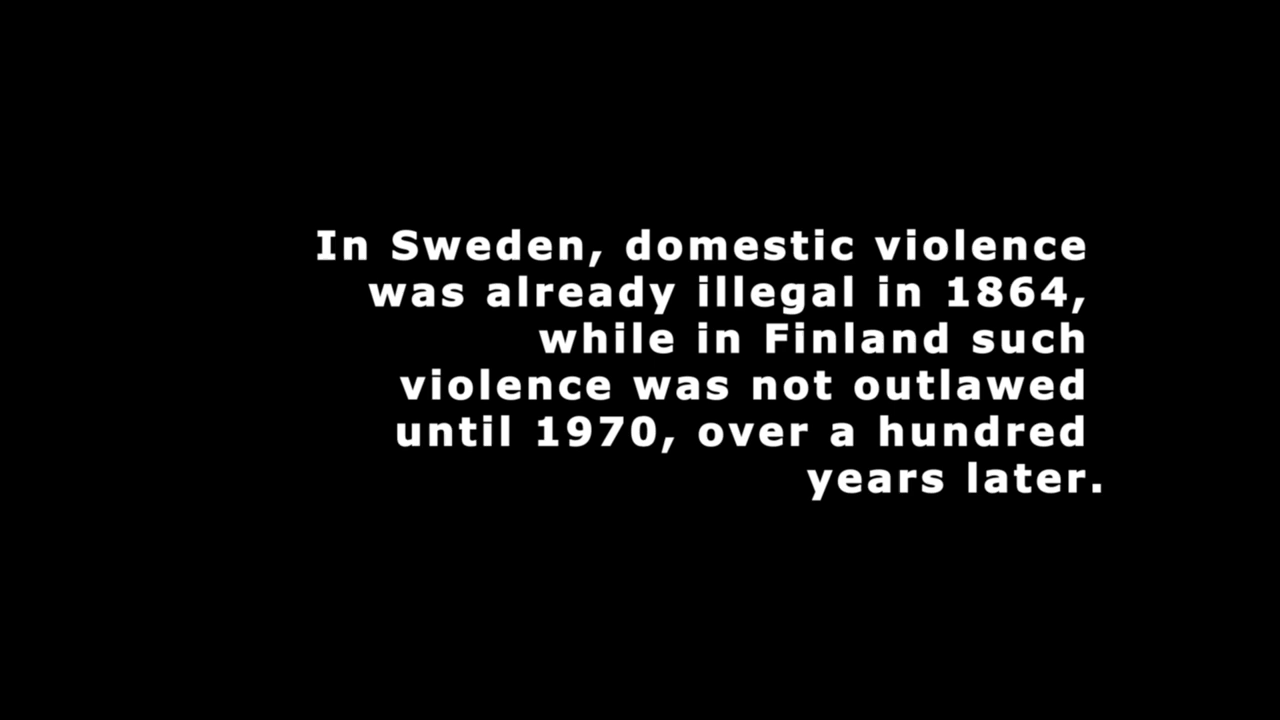 In Sweden, domestic violence
was already illegal in 1864,
while in Finland such
violence was not outlawed
until 1970, over a hundred
years later.